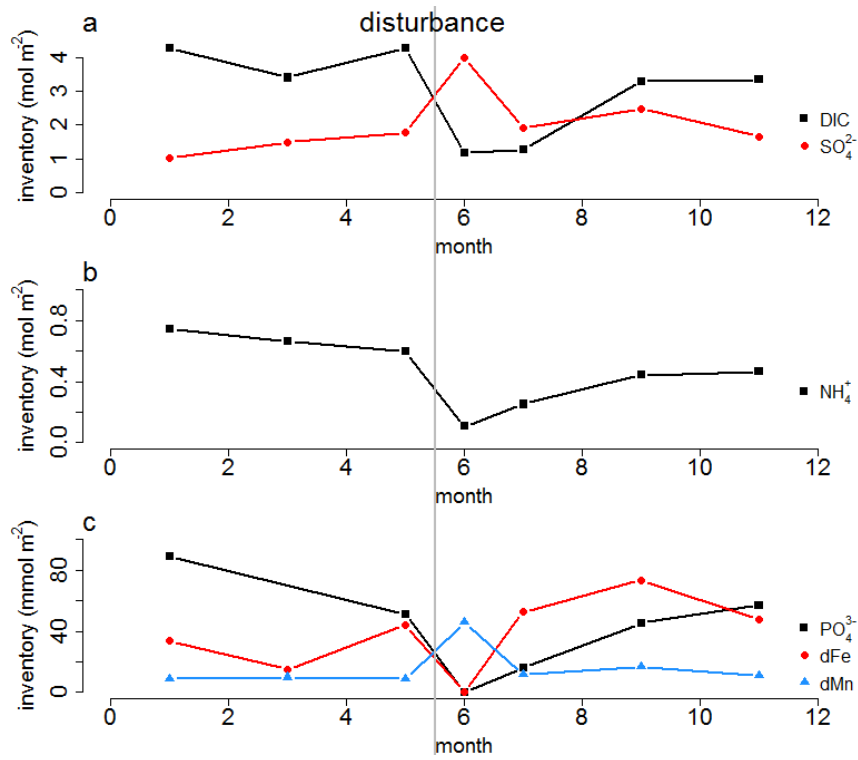 disturbance
a
inventory (mol m⁻²)
0 1 2 3 4
0 2 4 6 8 10 12
month
DIC
SO₄²⁻
b
inventory (mol m⁻²)
0.0 0.4 0.8
0 2 4 6 8 10 12
month
NH₄⁺
c
inventory (mmol m⁻²)
0 40 80
0 2 4 6 8 10 12
month
PO₄³⁻
dFe
dMn